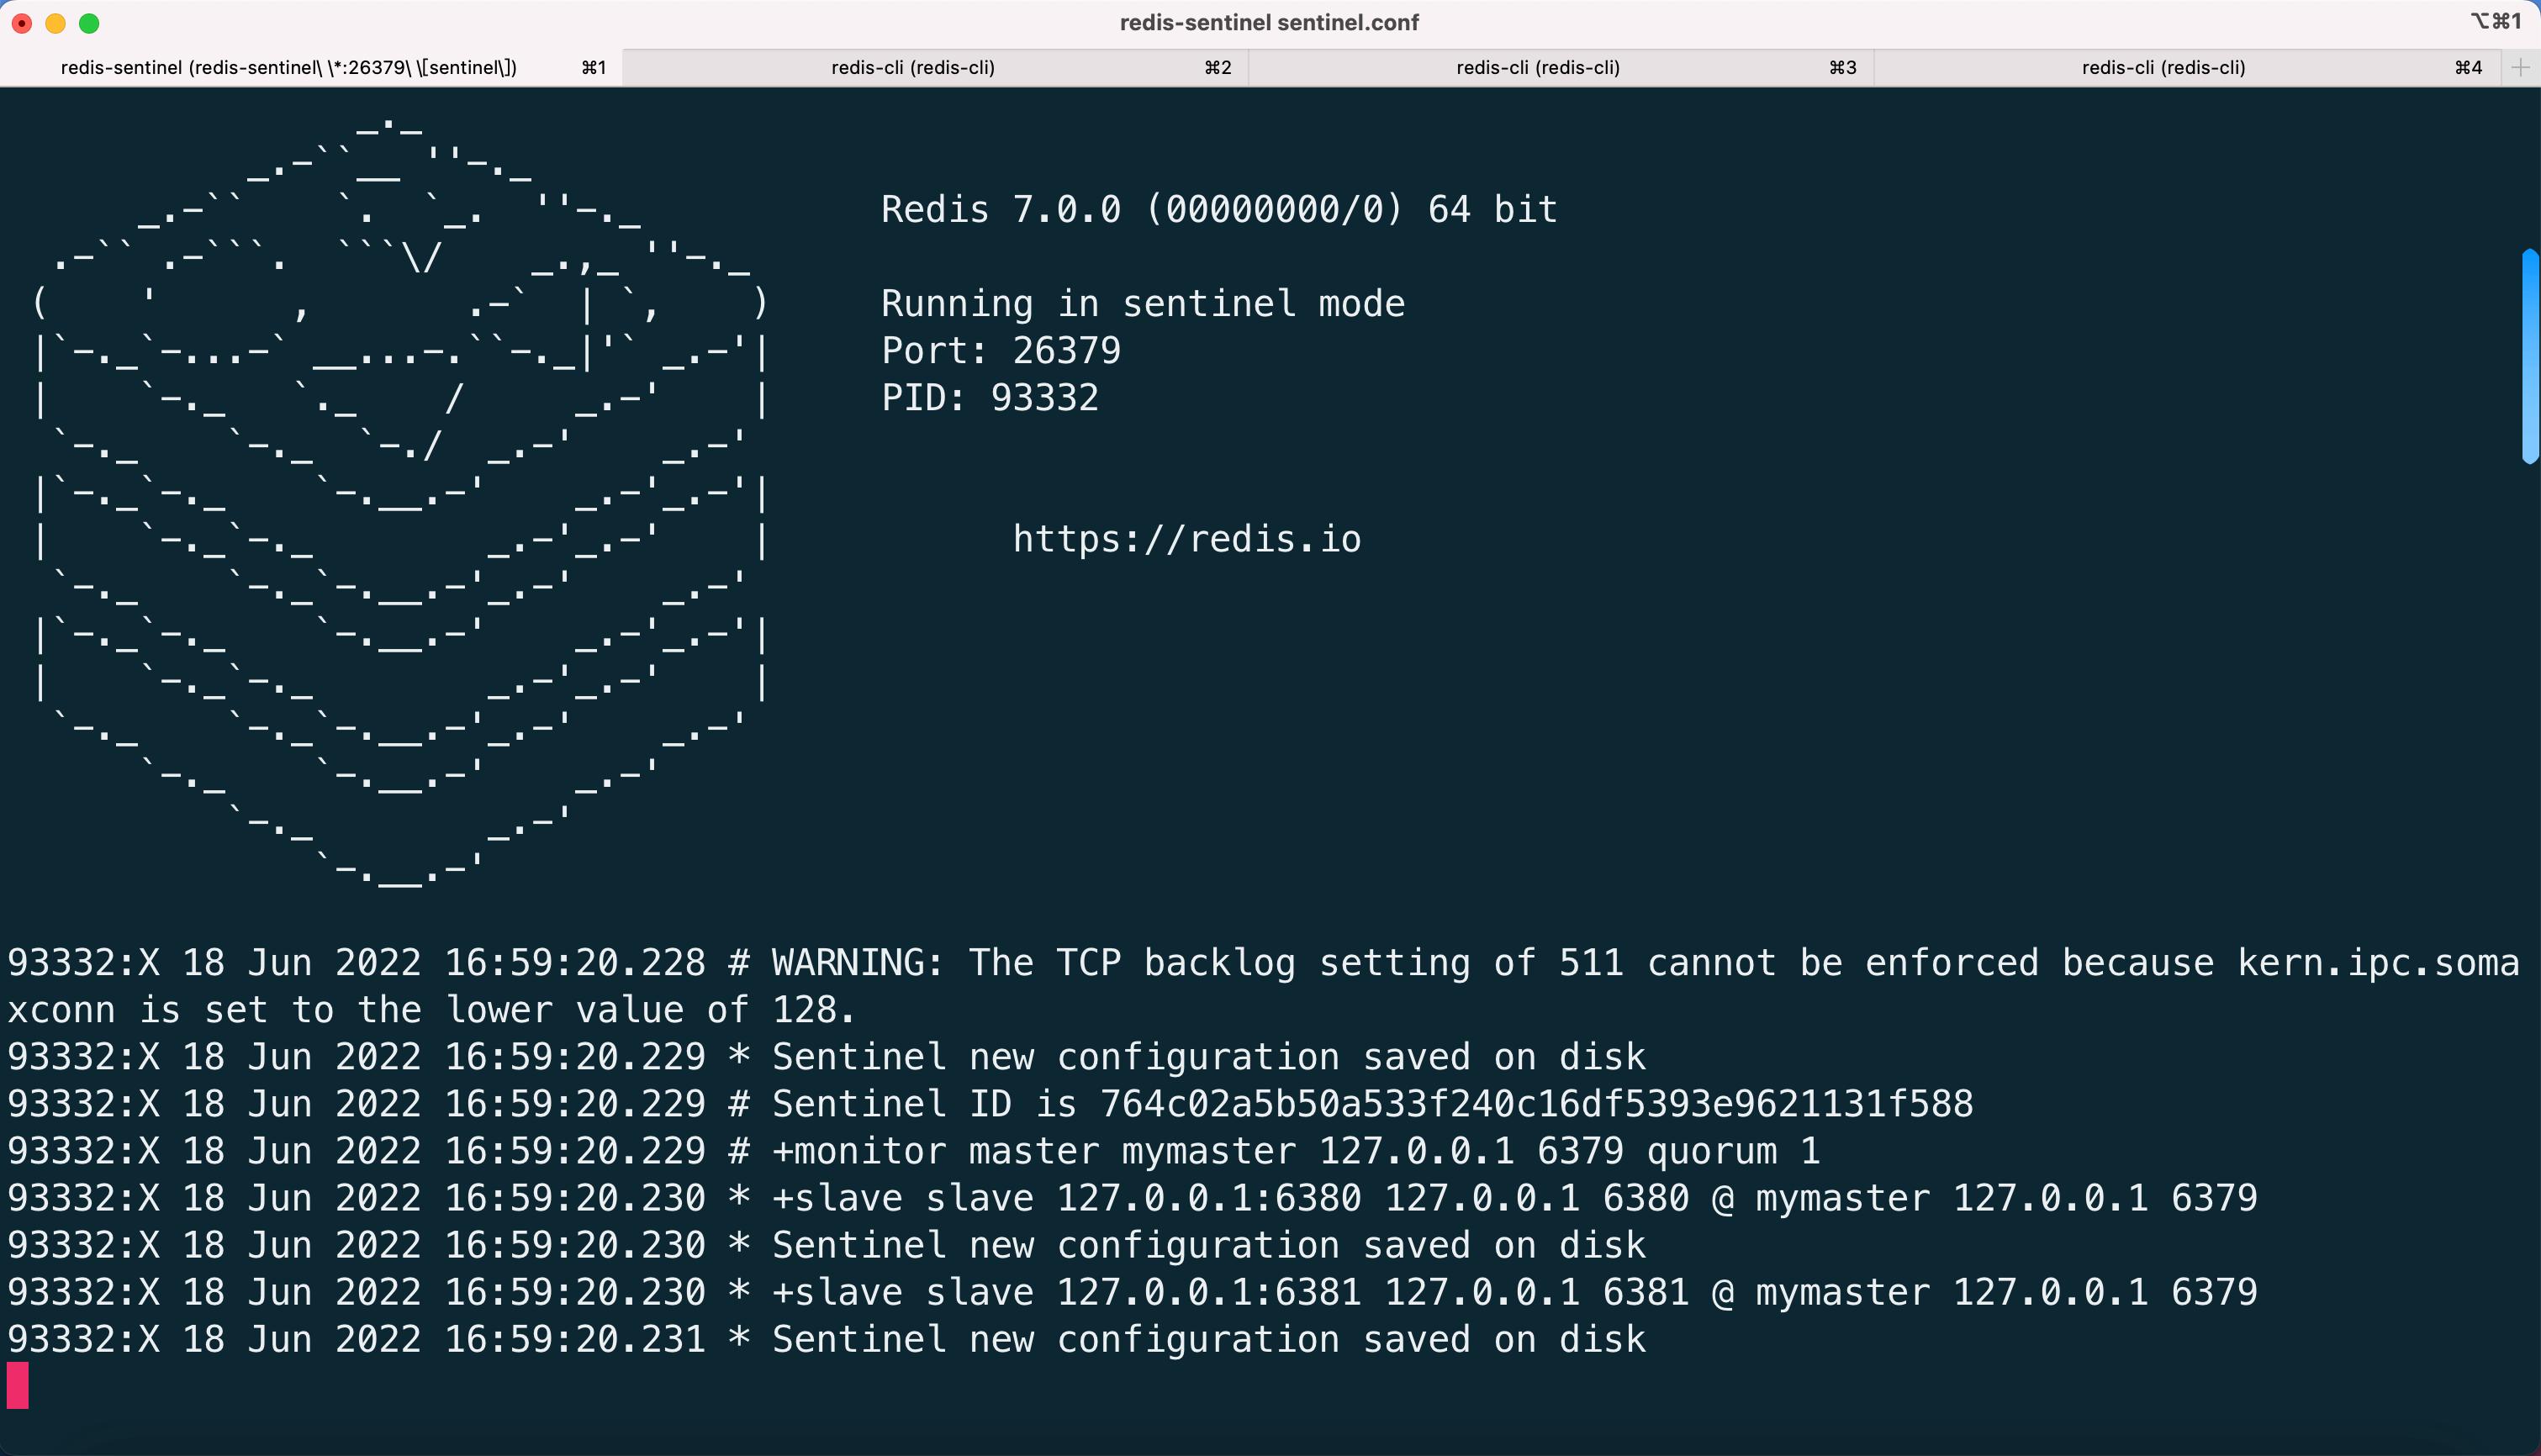 redis-sentinel sentinel.conf
⌥⌘1
redis-sentinel (redis-sentinel\ \*:26379\ \[sentinel\]) ⌘1
redis-cli (redis-cli) ⌘2
redis-cli (redis-cli) ⌘3
redis-cli (redis-cli) ⌘4
Redis 7.0.0 (00000000/0) 64 bit
Running in sentinel mode
Port: 26379
PID: 93332
https://redis.io
93332:X 18 Jun 2022 16:59:20.228 # WARNING: The TCP backlog setting of 511 cannot be enforced because kern.ipc.soma
xconn is set to the lower value of 128.
93332:X 18 Jun 2022 16:59:20.229 * Sentinel new configuration saved on disk
93332:X 18 Jun 2022 16:59:20.229 # Sentinel ID is 764c02a5b50a533f240c16df5393e9621131f588
93332:X 18 Jun 2022 16:59:20.229 # +monitor master mymaster 127.0.0.1 6379 quorum 1
93332:X 18 Jun 2022 16:59:20.230 * +slave slave 127.0.0.1:6380 127.0.0.1 6380 @ mymaster 127.0.0.1 6379
93332:X 18 Jun 2022 16:59:20.230 * Sentinel new configuration saved on disk
93332:X 18 Jun 2022 16:59:20.230 * +slave slave 127.0.0.1:6381 127.0.0.1 6381 @ mymaster 127.0.0.1 6379
93332:X 18 Jun 2022 16:59:20.231 * Sentinel new configuration saved on disk